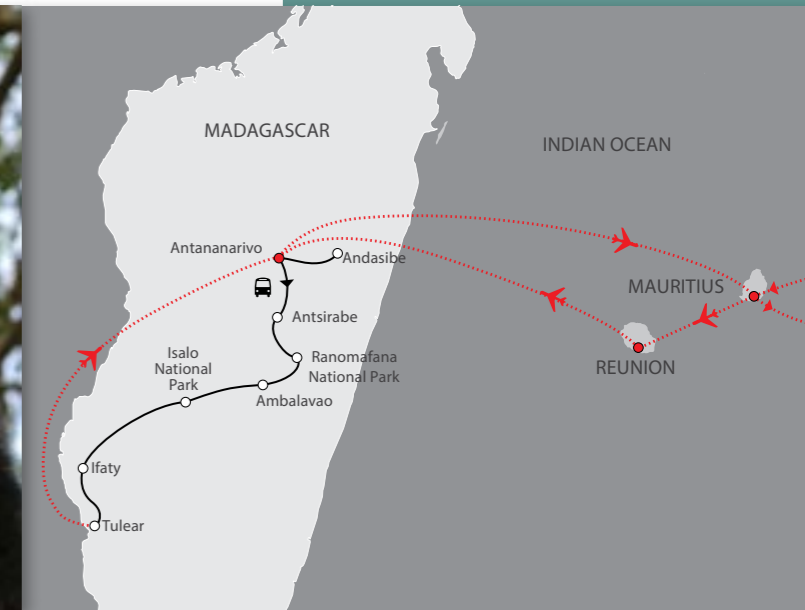 MADAGASCAR
INDIAN OCEAN
Antananarivo
Andasibe
MAURITIUS
Antsirabe
Isalo
National
Park
Ranomafana
National Park
REUNION
Ambalavao
Ifaty
Tulear